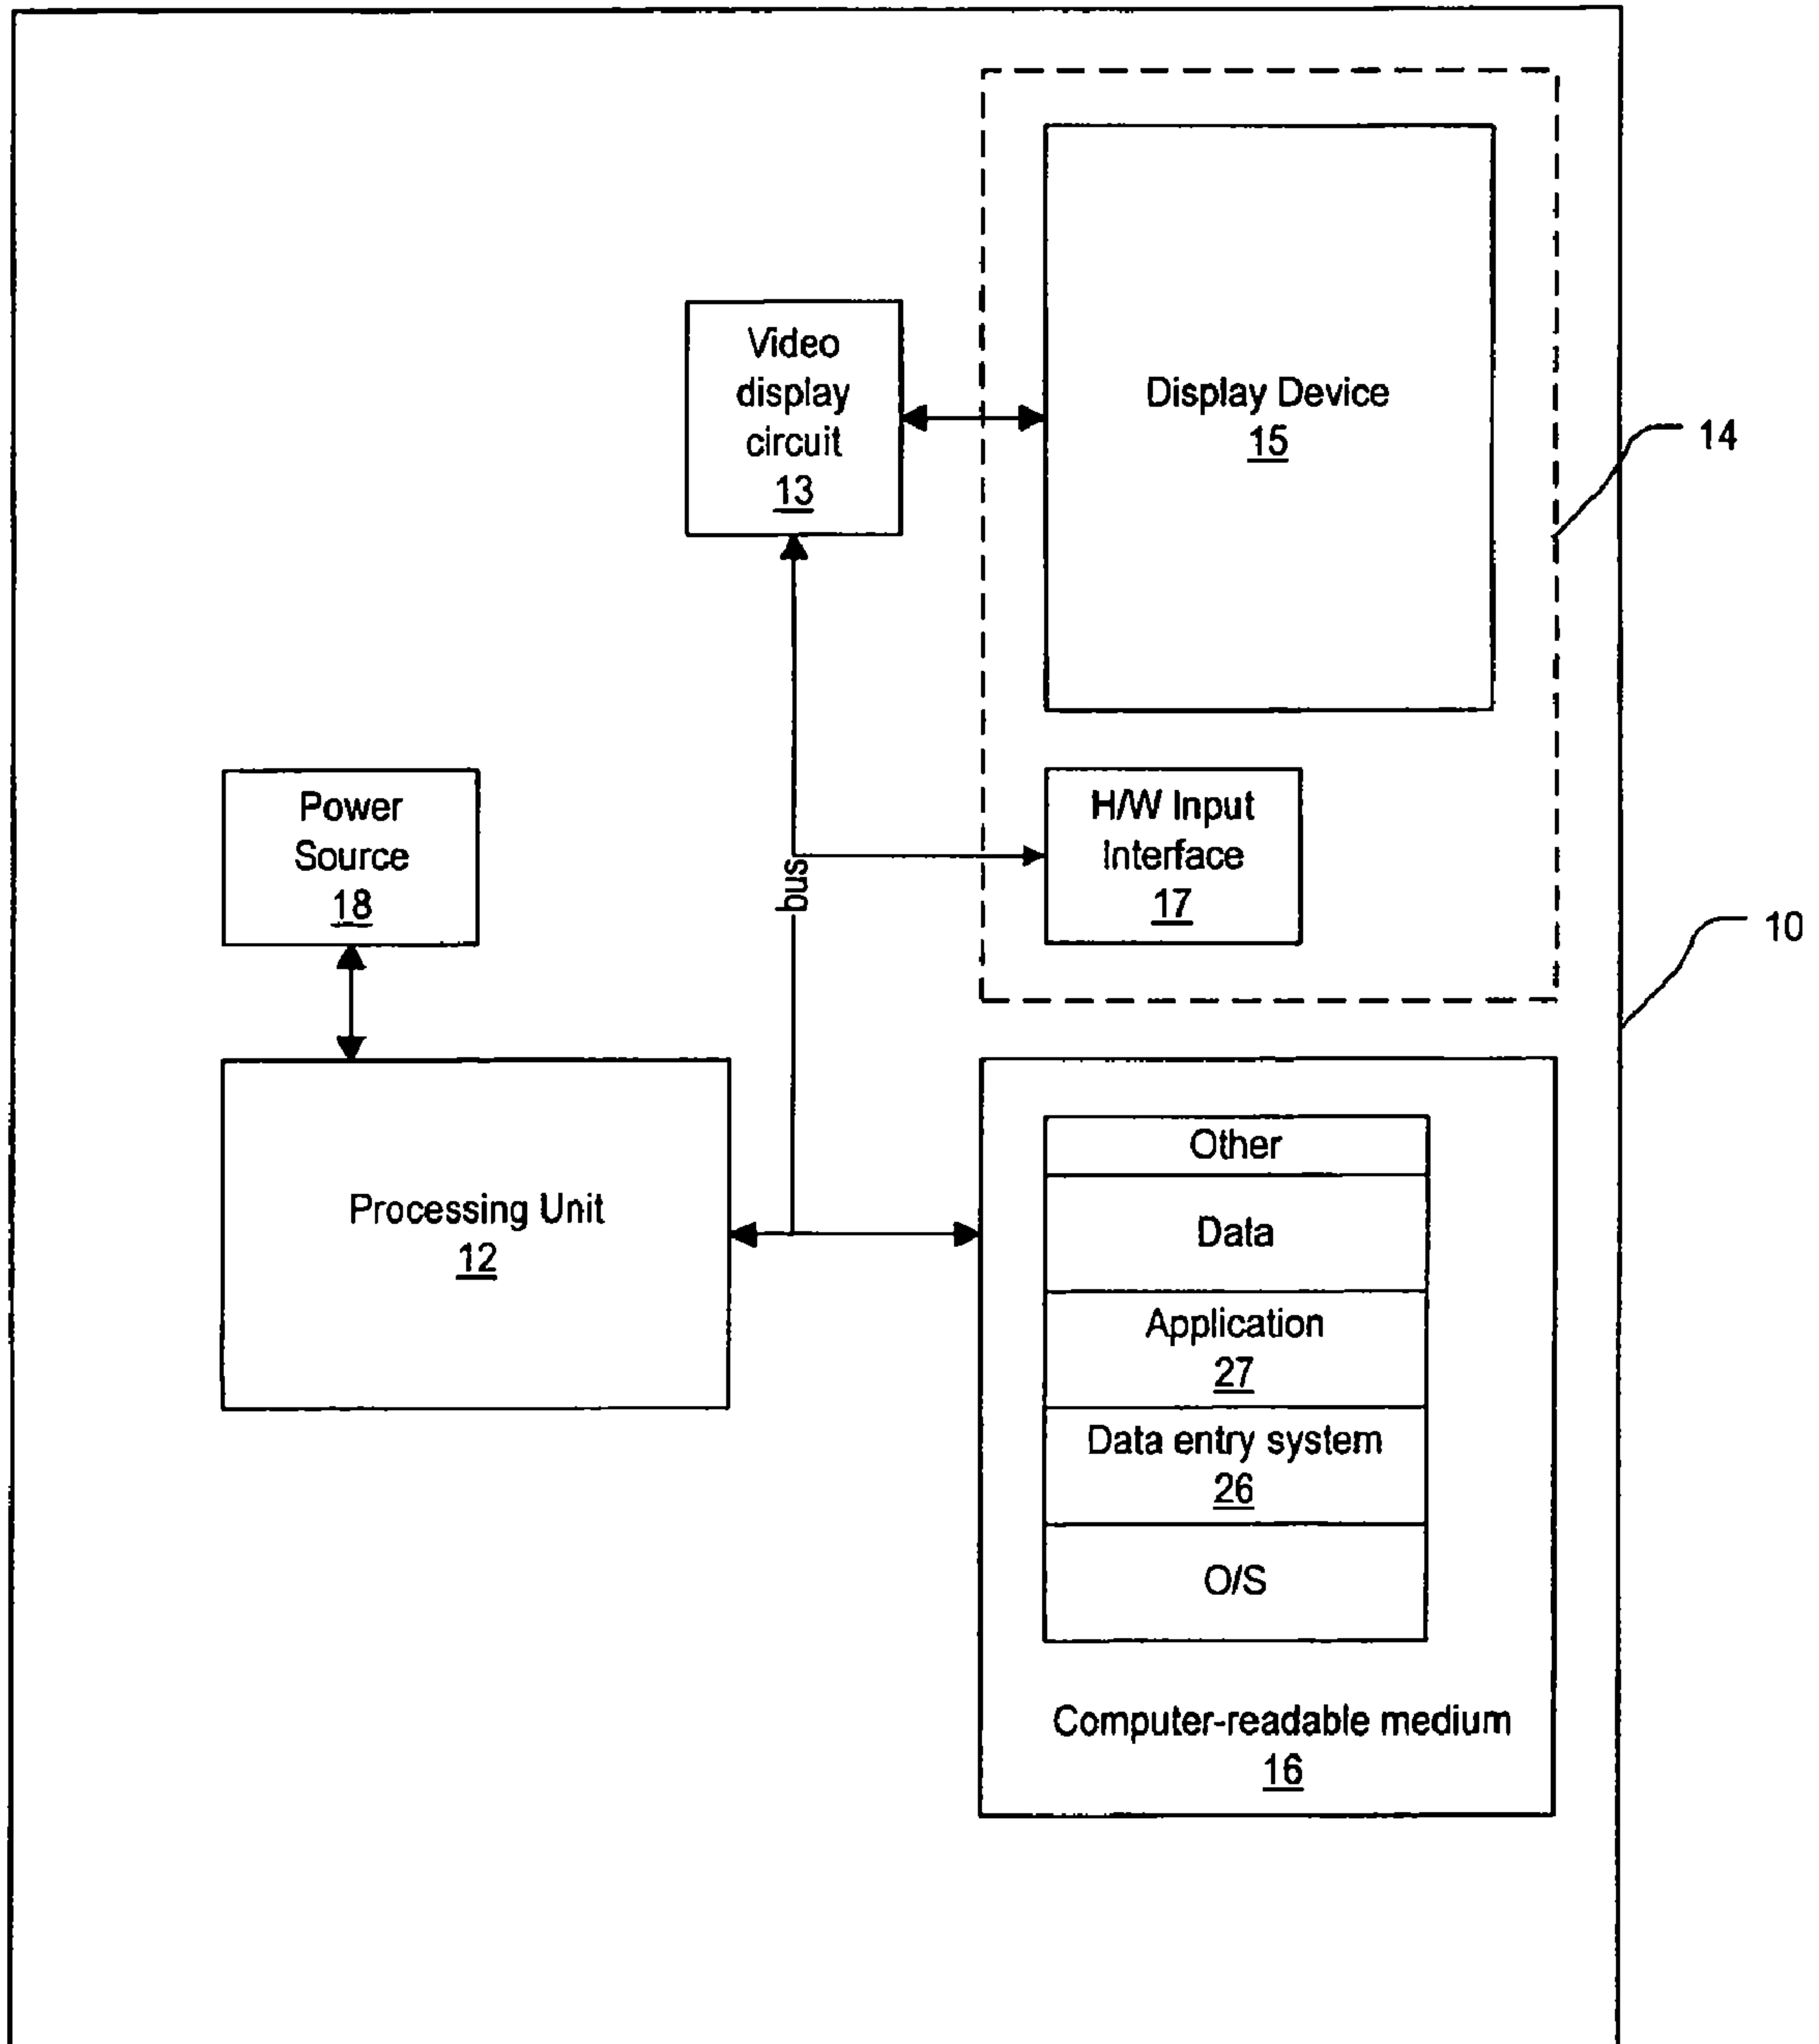 Video
display
circuit
13
Display Device
15
14
Power
Source
18
bus
H/W Input
Interface
17
10
Processing Unit
12
Other
Data
Application
27
Data entry system
26
O/S
Computer-readable medium
16